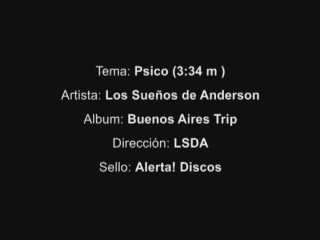 Tema: Psico (3:34 m )
Artista: Los Sueños de Anderson
Album: Buenos Aires Trip
Dirección: LSDA
Sello: Alerta! Discos